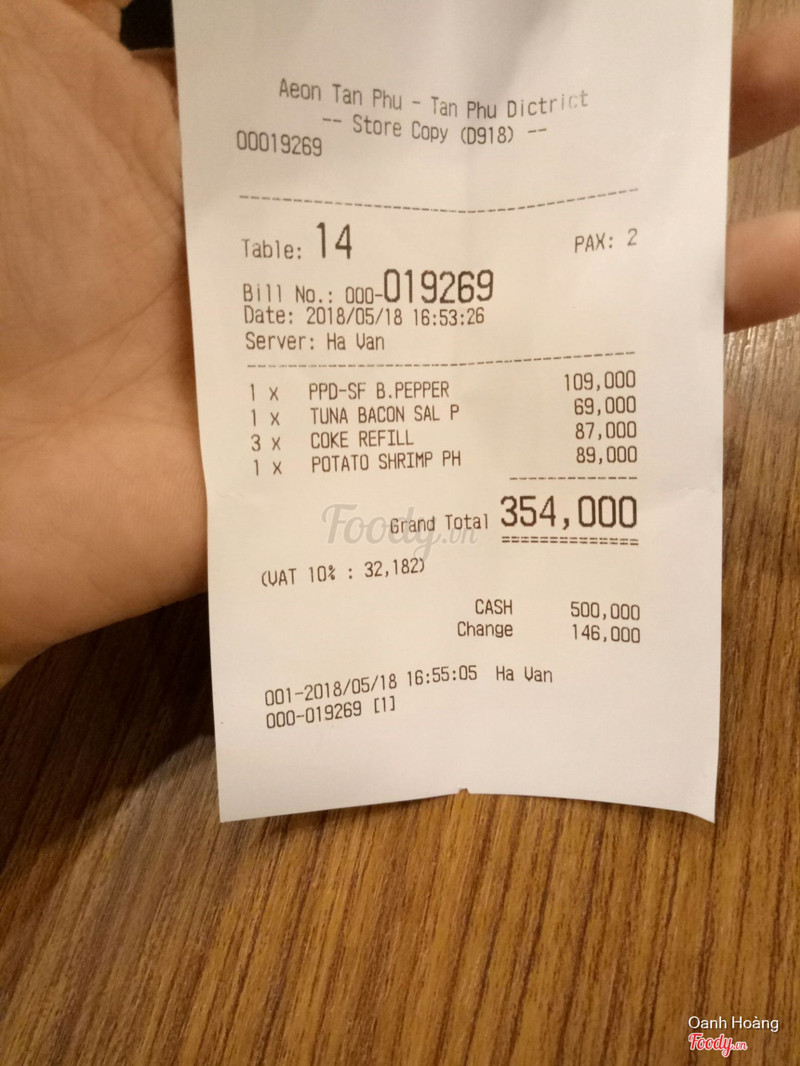 Aeon Tan Phu - Tan Phu Dictrict
-- Store Copy (D918) --
00019269
Table: 14 PAX: 2
Bill No.: 000-019269
Date: 2018/05/18 16:53:26
Server: Ha Van
1 x PPD-SF B.PEPPER 109,000
1 x TUNA BACON SAL P 69,000
3 x COKE REFILL 87,000
1 x POTATO SHRIMP PH 89,000
Grand Total 354,000
(VAT 10% : 32,182)
CASH 500,000
Change 146,000
001-2018/05/18 16:55:05 Ha Van
000-019269 [1]
Foody.vn
Oanh Hoàng
Foody.vn